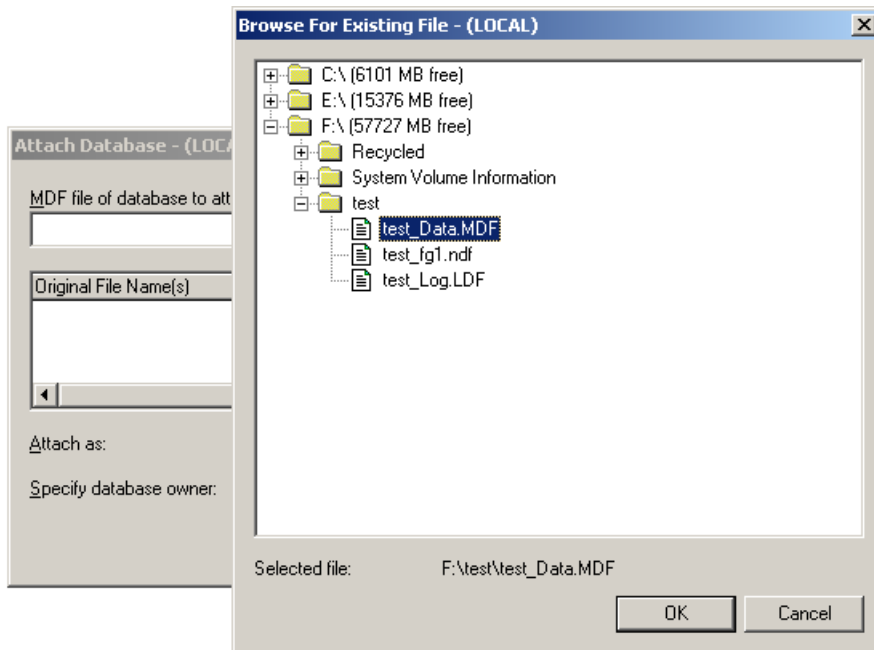 Browse For Existing File - (LOCAL)
C:\ (6101 MB free)
E:\ (15376 MB free)
F:\ (57727 MB free)
Recycled
System Volume Information
test
test_Data.MDF
test_fg1.ndf
test_Log.LDF
Selected file: F:\test\test_Data.MDF
OK Cancel
Attach Database - (LOCA
MDF file of database to att
Original File Name(s)
Attach as:
Specify database owner: